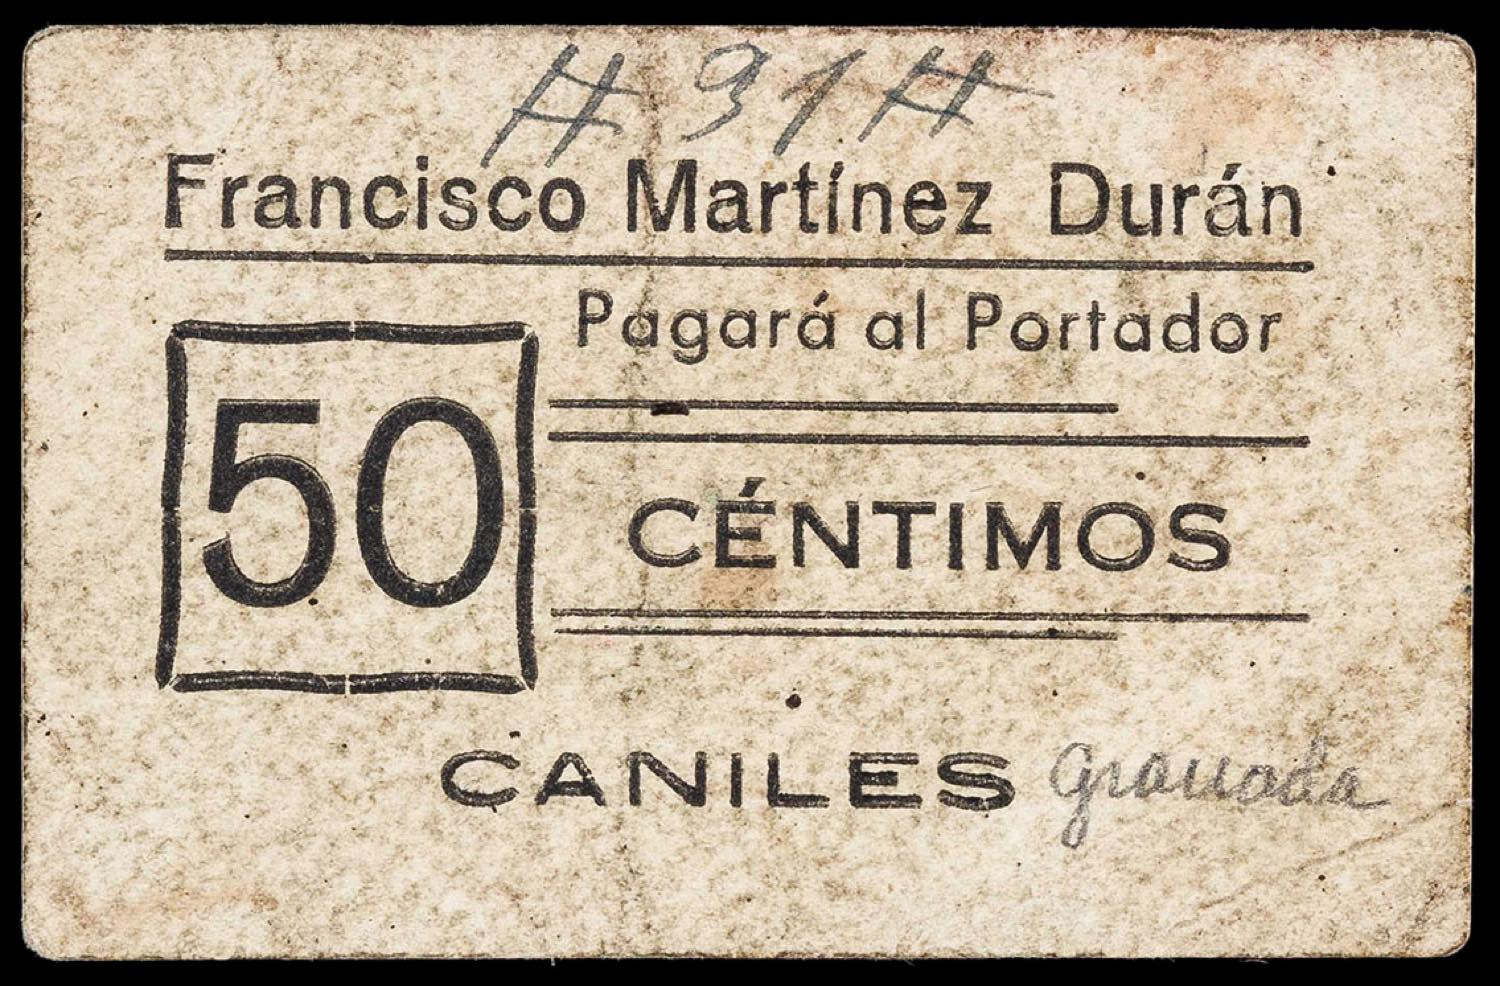 # 91 #
Francisco Martínez Durán
Pagará al Portador
50
CÉNTIMOS
CANILES Granada